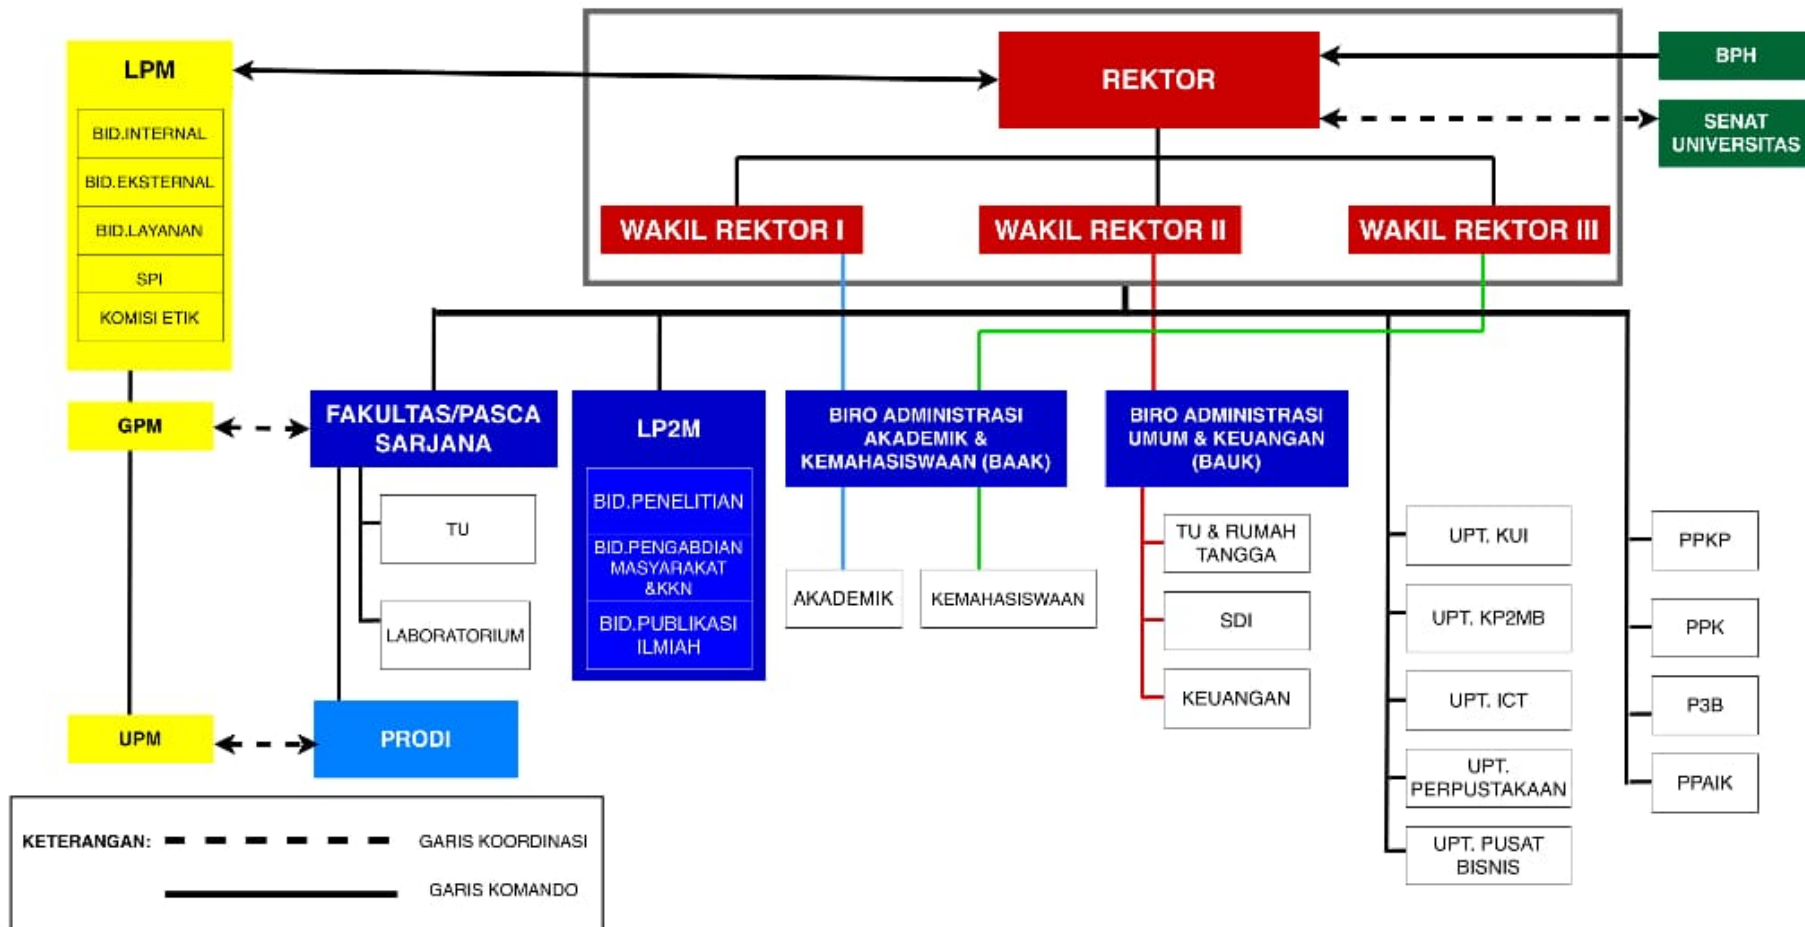 LPM
BID.INTERNAL
BID.EKSTERNAL
BID.LAYANAN
SPI
KOMISI ETIK
GPM
UPM
REKTOR
BPH
SENAT
UNIVERSITAS
WAKIL REKTOR I
WAKIL REKTOR II
WAKIL REKTOR III
FAKULTAS/PASCA
SARJANA
TU
LABORATORIUM
PRODI
LP2M
BID.PENELITIAN
BID.PENGABDIAN
MASYARAKAT
&KKN
BID.PUBLIKASI
ILMIAH
BIRO ADMINISTRASI
AKADEMIK &
KEMAHASISWAAN (BAAK)
AKADEMIK
KEMAHASISWAAN
BIRO ADMINISTRASI
UMUM & KEUANGAN
(BAUK)
TU & RUMAH
TANGGA
SDI
KEUANGAN
UPT. KUI
UPT. KP2MB
UPT. ICT
UPT.
PERPUSTAKAAN
UPT. PUSAT
BISNIS
PPKP
PPK
P3B
PPAIK
KETERANGAN:
GARIS KOORDINASI
GARIS KOMANDO